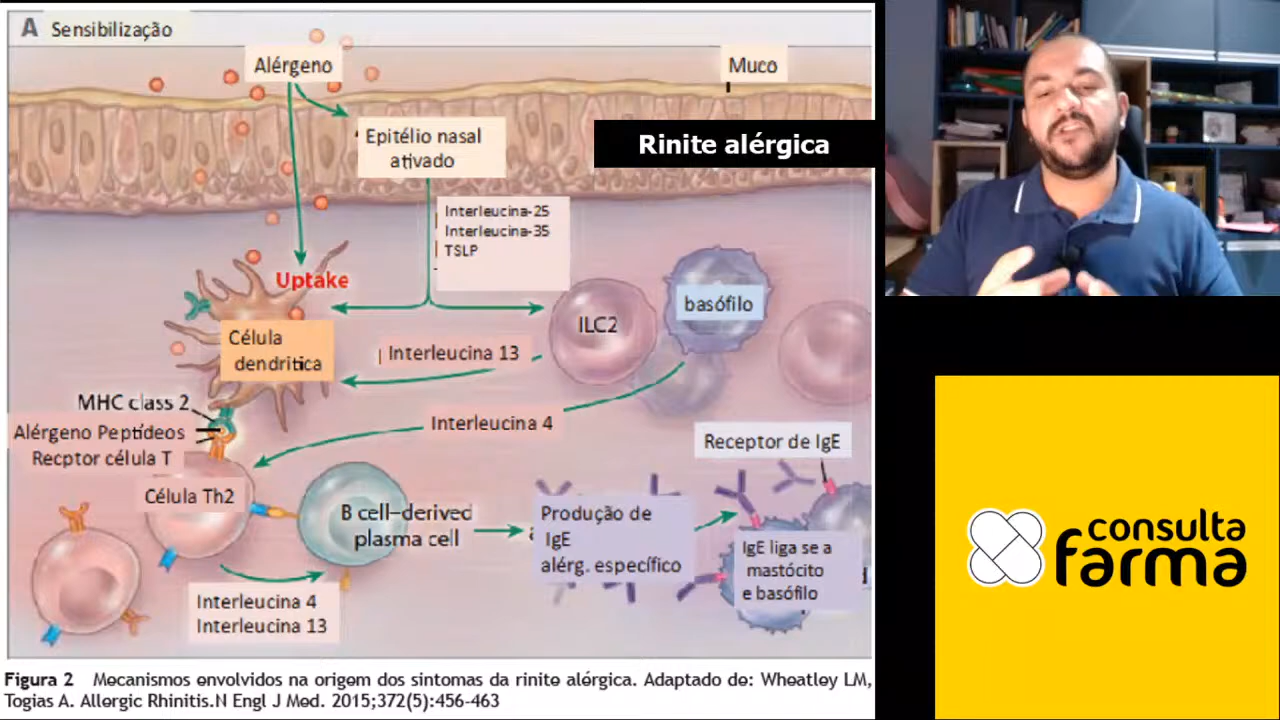 A Sensibilização
Alérgeno
Muco
Epitélio nasal
ativado
Rinite alérgica
Interleucina-25
Interleucina-35
TSLP
Uptake
ILC2
basófilo
Célula
dendritica
Interleucina 13
MHC class 2
Alérgeno Peptídeos
Recptor célula T
Interleucina 4
Receptor de IgE
Célula Th2
B cell–derived
plasma cell
Produção de
IgE
alérg. específico
IgE liga se a
mastócito
e basófilo
Interleucina 4
Interleucina 13
Figura 2 Mecanismos envolvidos na origem dos sintomas da rinite alérgica. Adaptado de: Wheatley LM,
Togias A. Allergic Rhinitis.N Engl J Med. 2015;372(5):456-463
consulta
farma